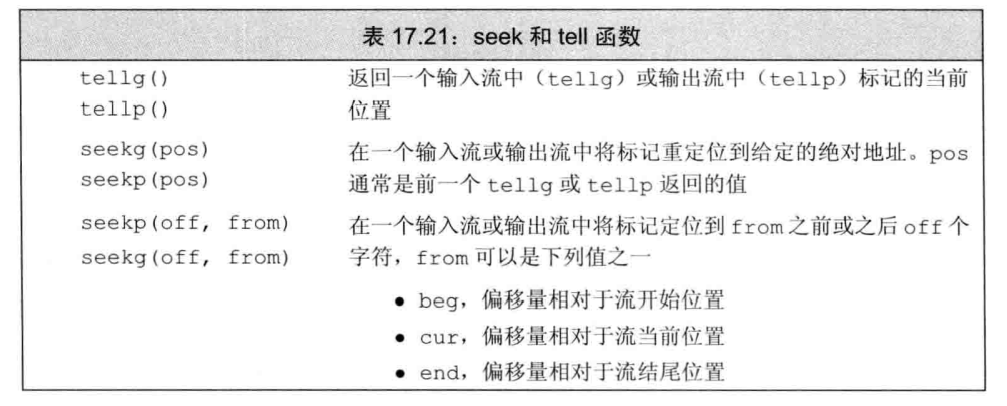 表 17.21：seek 和 tell 函数
tellg() 返回一个输入流中（tellg）或输出流中（tellp）标记的当前
tellp() 位置
seekg(pos) 在一个输入流或输出流中将标记重定位到给定的绝对地址。pos
seekp(pos) 通常是前一个 tellg 或 tellp 返回的值
seekp(off, from) 在一个输入流或输出流中将标记定位到 from 之前或之后 off 个
seekg(off, from) 字符，from 可以是下列值之一
● beg，偏移量相对于流开始位置
● cur，偏移量相对于流当前位置
● end，偏移量相对于流结尾位置